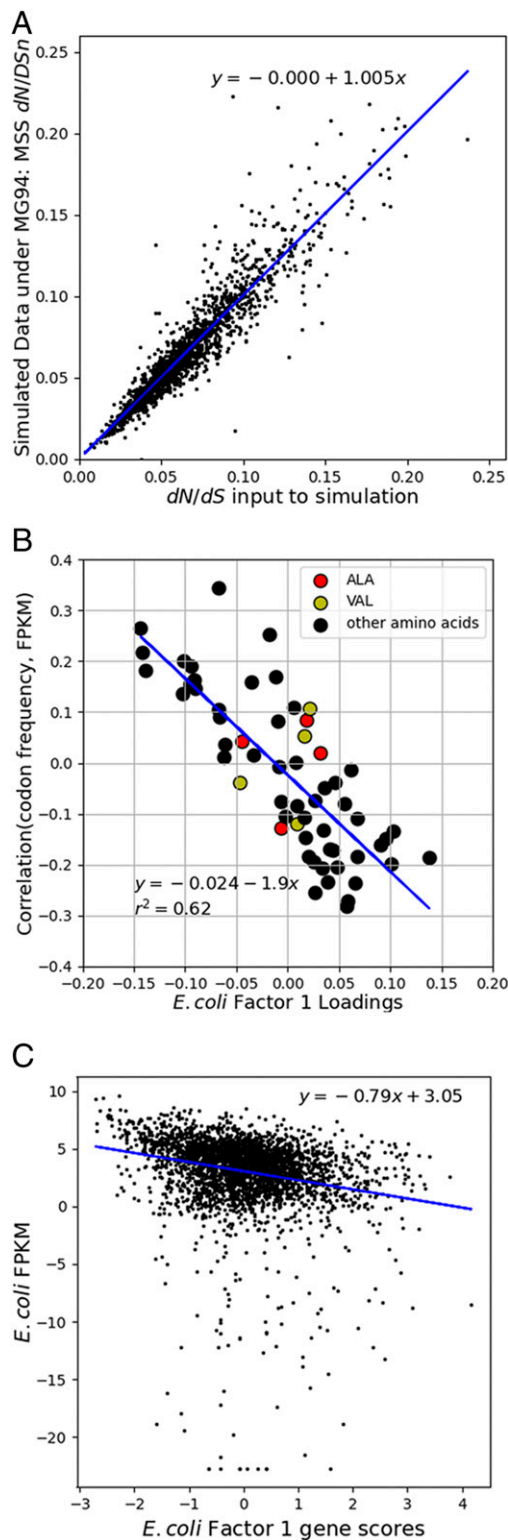 A
y = −0.000 + 1.005x
Simulated Data under MG94: MSS dN/DSn
0.25
0.20
0.15
0.10
0.05
0.00
0.00 0.05 0.10 0.15 0.20 0.25
dN/dS input to simulation
B
ALA
VAL
other amino acids
Correlation(codon frequency, FPKM)
0.4
0.3
0.2
0.1
0.0
−0.1
−0.2
−0.3
−0.4
y = −0.024 − 1.9x
r² = 0.62
−0.20 −0.15 −0.10 −0.05 0.00 0.05 0.10 0.15 0.20
E.coli Factor 1 Loadings
C
y = −0.79x + 3.05
E.coli FPKM
10
5
0
−5
−10
−15
−20
−3 −2 −1 0 1 2 3 4
E.coli Factor 1 gene scores